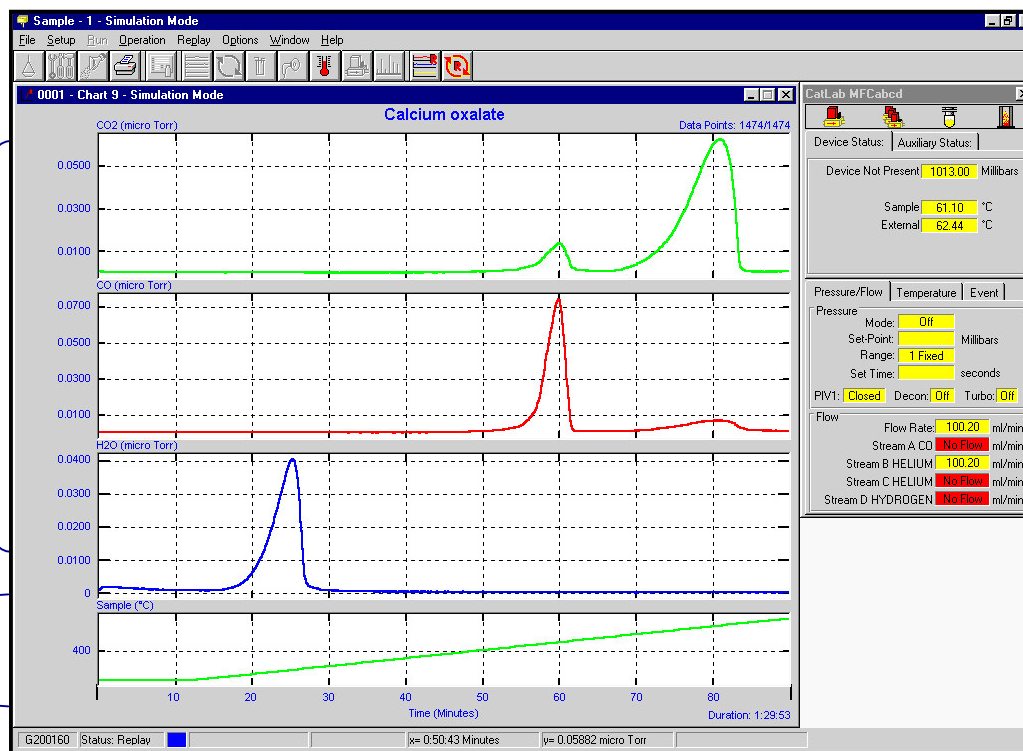 Sample - 1 - Simulation Mode
File Setup Run Operation Replay Options Window Help
0001 - Chart 9 - Simulation Mode
Calcium oxalate
CO2 (micro Torr)
Data Points: 1474/1474
0.0500
0.0300
0.0100
CO (micro Torr)
0.0700
0.0500
0.0300
0.0100
H2O (micro Torr)
0.0400
0.0300
0.0200
0.0100
0
Sample (°C)
400
10 20 30 40 50 60 70 80
Time (Minutes)
Duration: 1:29:53
G200160 Status: Replay x= 0:50:43 Minutes y= 0.05882 micro Torr
CatLab MFCabcd
Device Status: Auxiliary Status:
Device Not Present 1013.00 Millibars
Sample 61.10 °C
External 62.44 °C
Pressure/Flow Temperature Event
Pressure
Mode: Off
Set-Point: Millibars
Range: 1 Fixed
Set Time: seconds
PIV1: Closed Decon: Off Turbo: Off
Flow
Flow Rate: 100.20 ml/min
Stream A CO No Flow ml/min
Stream B HELIUM 100.20 ml/min
Stream C HELIUM No Flow ml/min
Stream D HYDROGEN No Flow ml/min